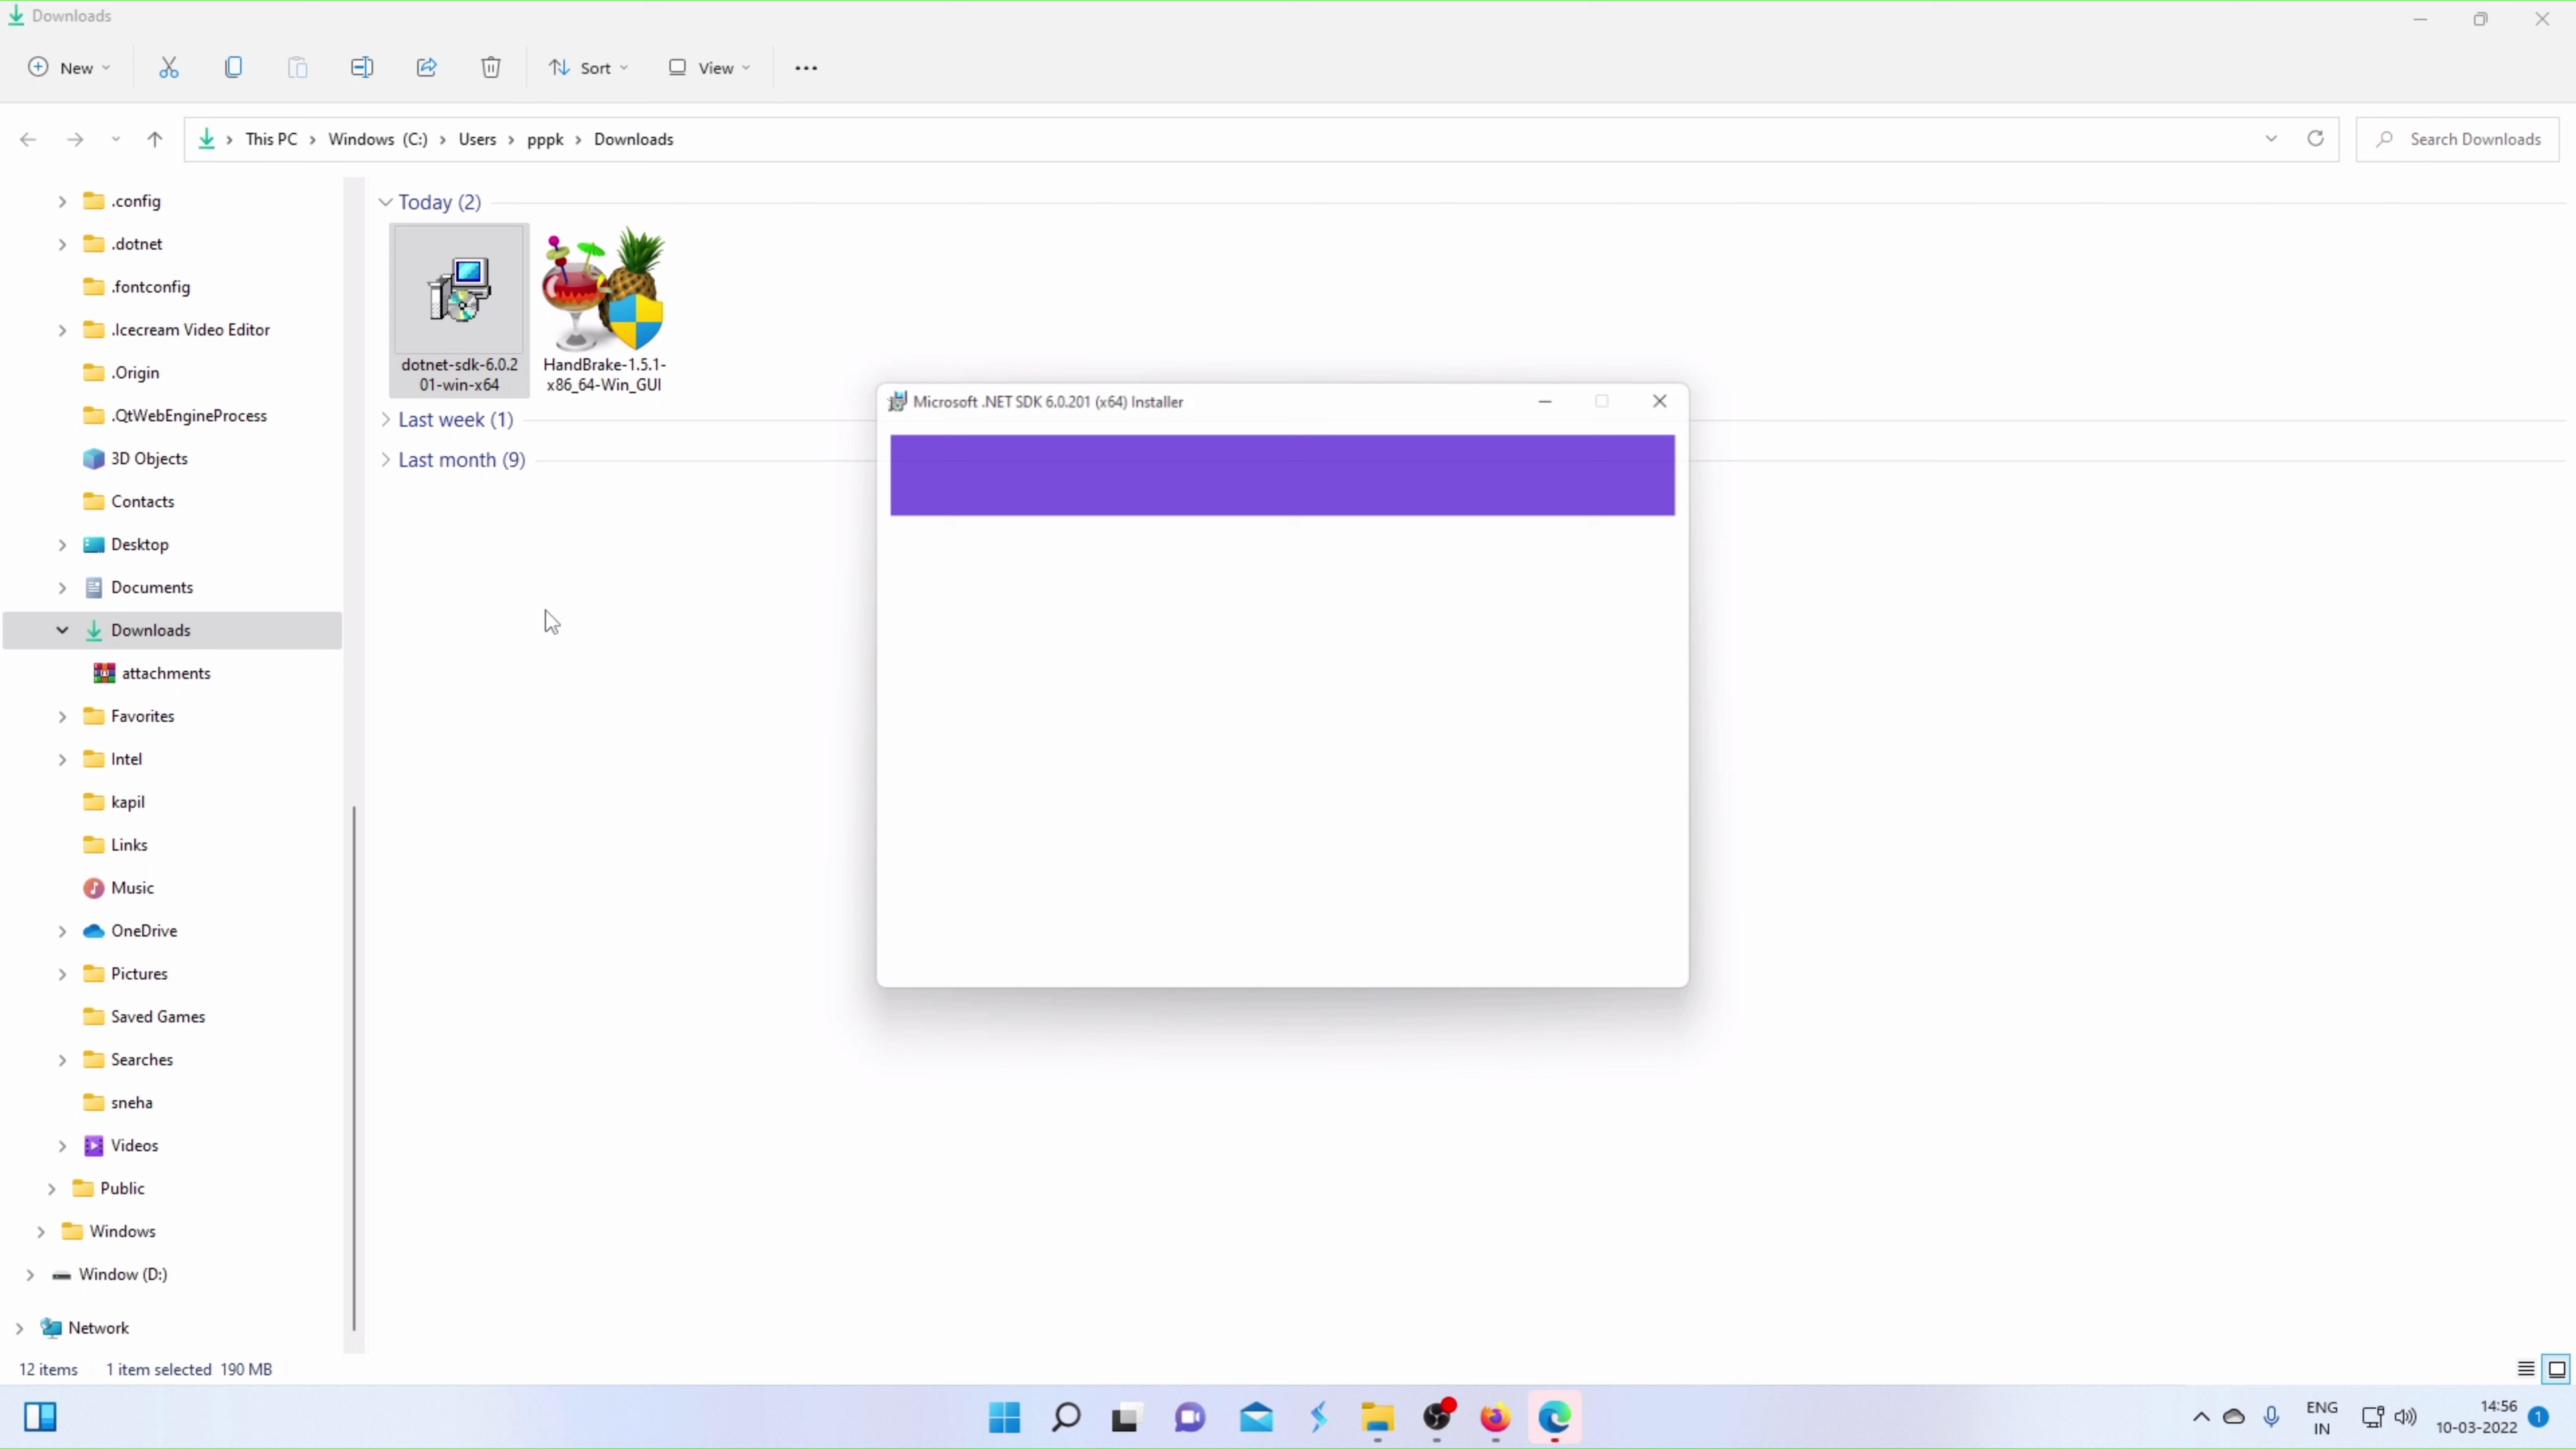 Downloads
New
Sort
View
This PC
Windows (C:)
Users
pppk
Downloads
Search Downloads
.config
.dotnet
.fontconfig
.Icecream Video Editor
.Origin
.QtWebEngineProcess
3D Objects
Contacts
Desktop
Documents
Downloads
attachments
Favorites
Intel
kapil
Links
Music
OneDrive
Pictures
Saved Games
Searches
sneha
Videos
Public
Windows
Window (D:)
Network
Today (2)
dotnet-sdk-6.0.2
01-win-x64
HandBrake-1.5.1-
x86_64-Win_GUI
Last week (1)
Last month (9)
Microsoft .NET SDK 6.0.201 (x64) Installer
12 items 1 item selected 190 MB
ENG
IN
14:56
10-03-2022
1